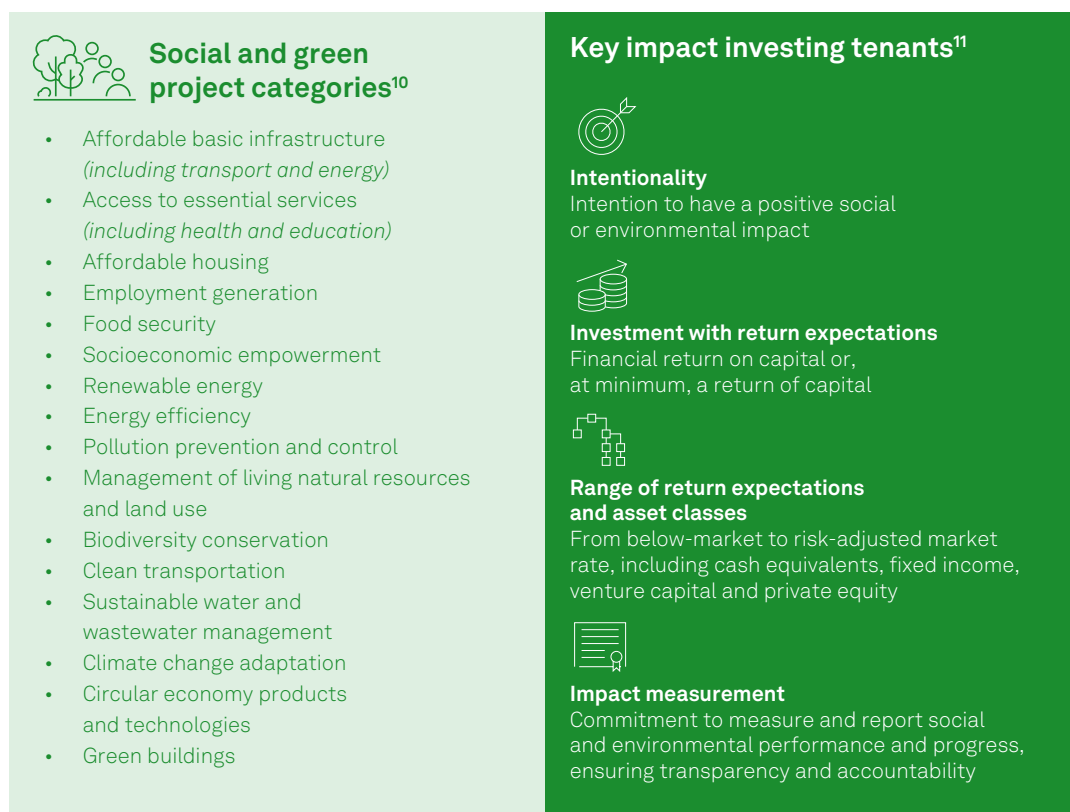 Social and green
project categories10
• Affordable basic infrastructure
(including transport and energy)
• Access to essential services
(including health and education)
• Affordable housing
• Employment generation
• Food security
• Socioeconomic empowerment
• Renewable energy
• Energy efficiency
• Pollution prevention and control
• Management of living natural resources
and land use
• Biodiversity conservation
• Clean transportation
• Sustainable water and
wastewater management
• Climate change adaptation
• Circular economy products
and technologies
• Green buildings
Key impact investing tenants11
Intentionality
Intention to have a positive social
or environmental impact
Investment with return expectations
Financial return on capital or,
at minimum, a return of capital
Range of return expectations
and asset classes
From below-market to risk-adjusted market
rate, including cash equivalents, fixed income,
venture capital and private equity
Impact measurement
Commitment to measure and report social
and environmental performance and progress,
ensuring transparency and accountability